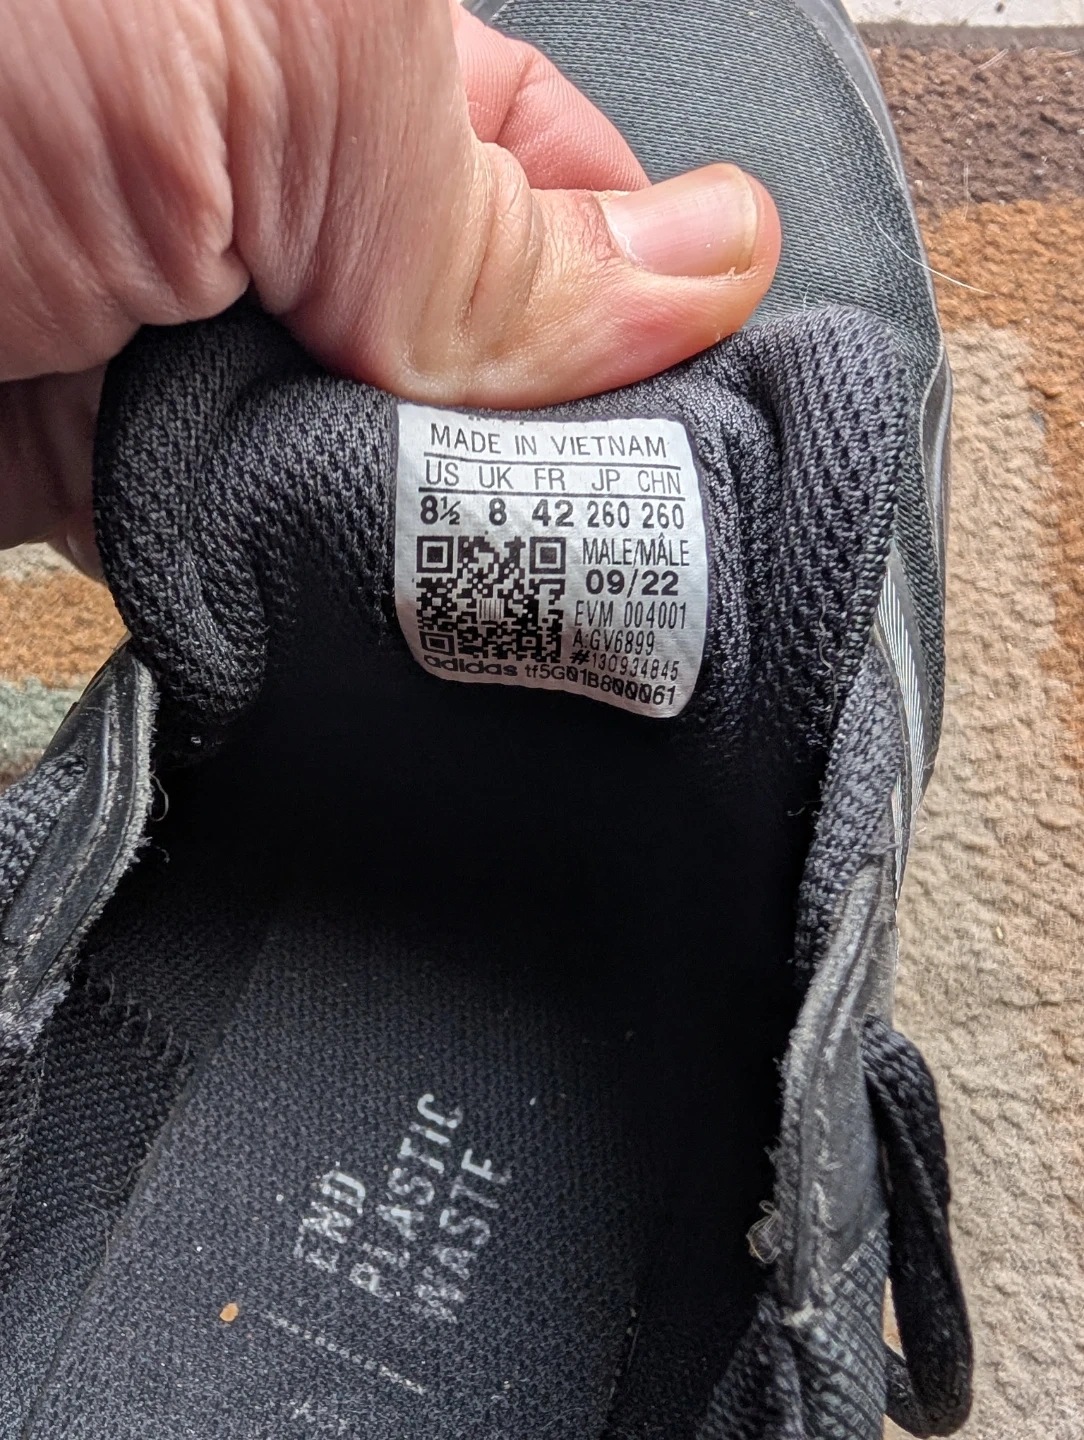 MADE IN VIETNAM
US UK FR JP CHN
8½ 8 42 260 260
MALE/MÂLE
09/22
EVM 004001
A:GV6899
#130934845
adidas tf5G01B800061
END
PLASTIC
WASTE